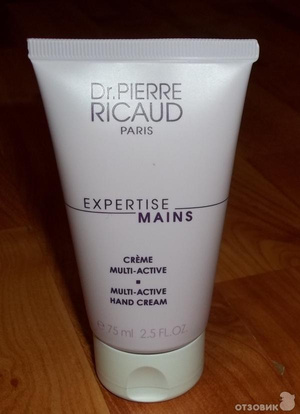 Dr.PIERRE
RICAUD
PARIS
EXPERTISE
MAINS
CRÈME
MULTI-ACTIVE
MULTI-ACTIVE
HAND CREAM
℮ 75 ml 2.5 FL.OZ.
ОТЗОВИК